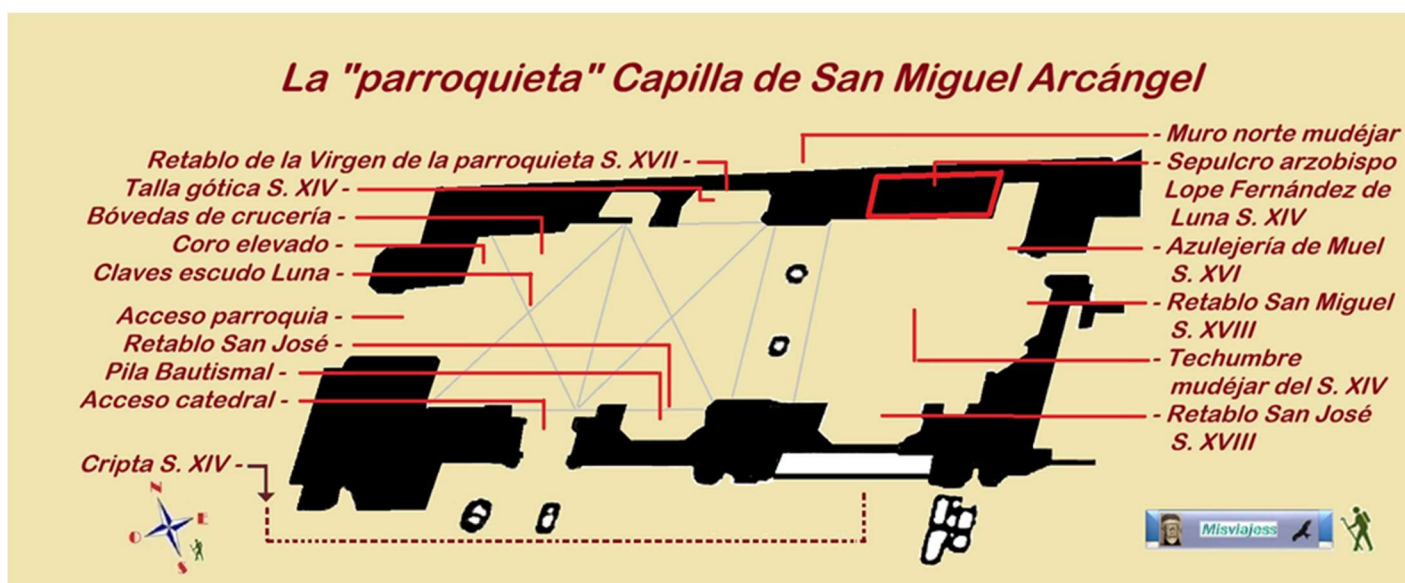 La "parroquieta" Capilla de San Miguel Arcángel
Retablo de la Virgen de la parroquieta S. XVII -
Talla gótica S. XIV -
Bóvedas de crucería -
Coro elevado -
Claves escudo Luna -
Acceso parroquia -
Retablo San José -
Pila Bautismal -
Acceso catedral -
Cripta S. XIV -
- Muro norte mudéjar
- Sepulcro arzobispo
Lope Fernández de
Luna S. XIV
- Azulejería de Muel
S. XVI
- Retablo San Miguel
S. XVIII
- Techumbre
mudéjar del S. XIV
- Retablo San José
S. XVIII
N
E
O
S
Misviajess